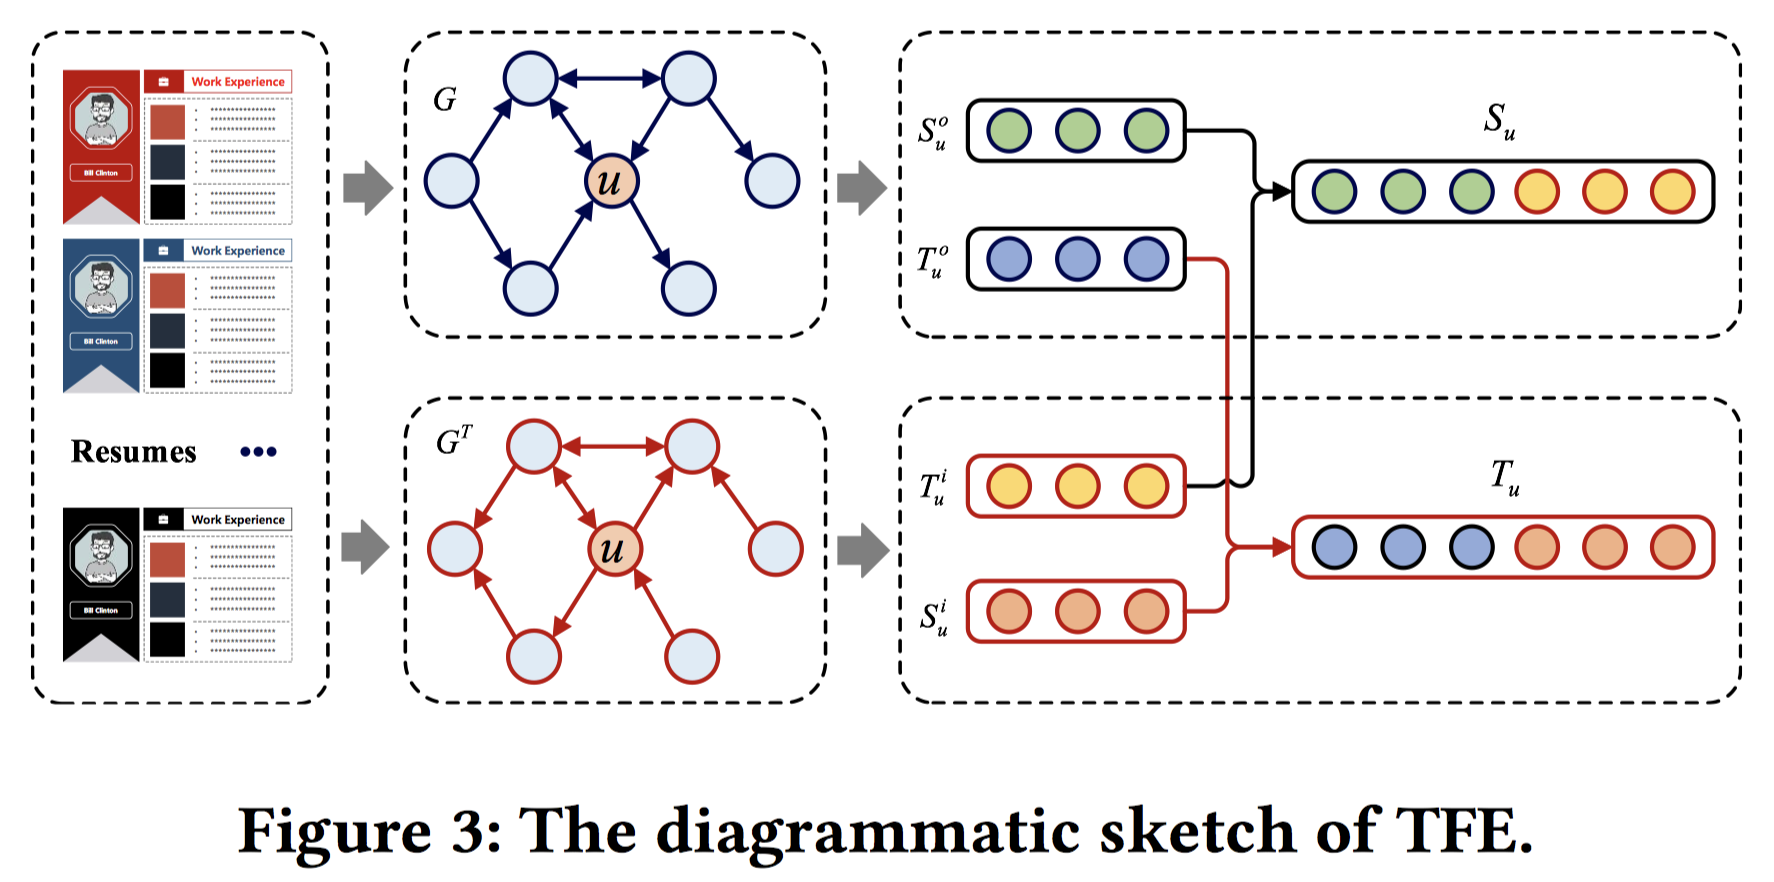 Work Experience
Bill Clinton
Work Experience
Bill Clinton
Resumes •••
Work Experience
Bill Clinton
G
u
G^T
u
S_u^o
T_u^o
S_u
T_u^i
S_u^i
T_u
Figure 3: The diagrammatic sketch of TFE.